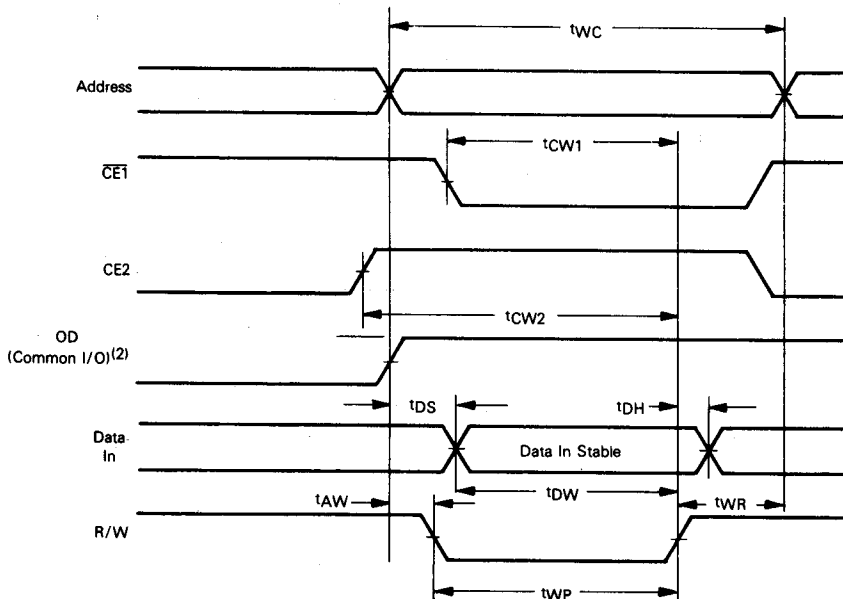 tWC
Address
tCW1
CE1
CE2
tCW2
OD
(Common I/O)(2)
tDS
tDH
Data
In
Data In Stable
tAW
tDW
tWR
R/W
tWP